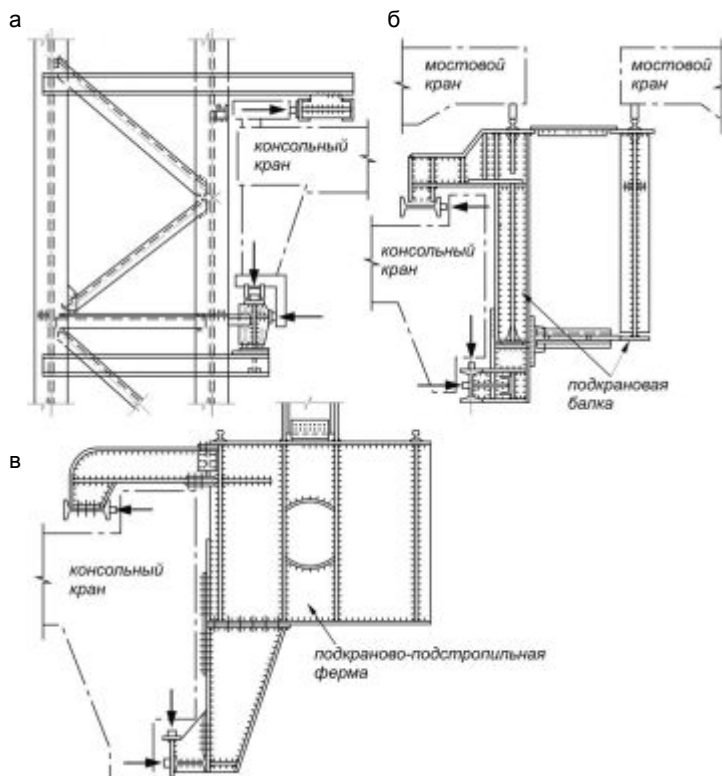 а
консольный
кран
б
мостовой
кран
мостовой
кран
консольный
кран
подкрановая
балка
в
консольный
кран
подкраново-подстропильная
ферма